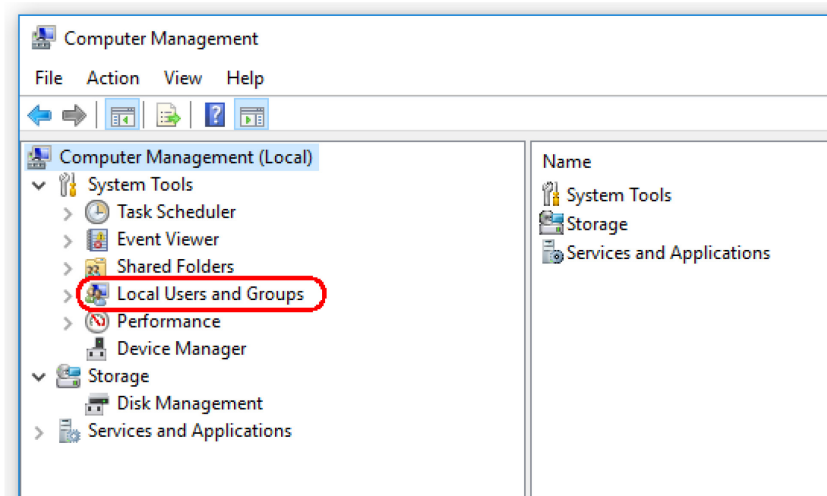 Computer Management
File Action View Help
Computer Management (Local)
System Tools
Task Scheduler
Event Viewer
Shared Folders
Local Users and Groups
Performance
Device Manager
Storage
Disk Management
Services and Applications
Name
System Tools
Storage
Services and Applications